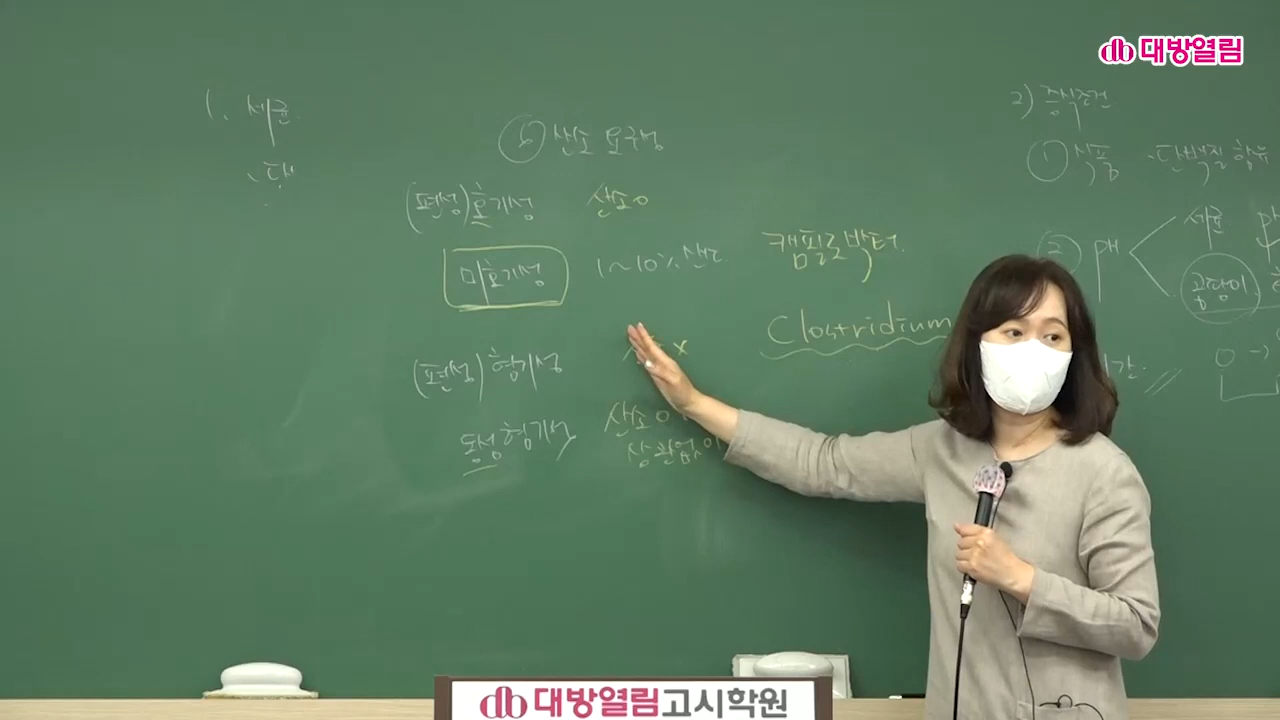 대방열림
1. 세균
⑥ 산소 요구성
(편성)호기성 산소 o
미호기성 1~10% 산소 캠필로박터.
(편성)혐기성 x Clostridium
통성혐기성 산소 o
상관없이
2) 증식조건
① 식품 단백질 함유
② pH 세균
곰팡이
시간.
0 →
대방열림고시학원